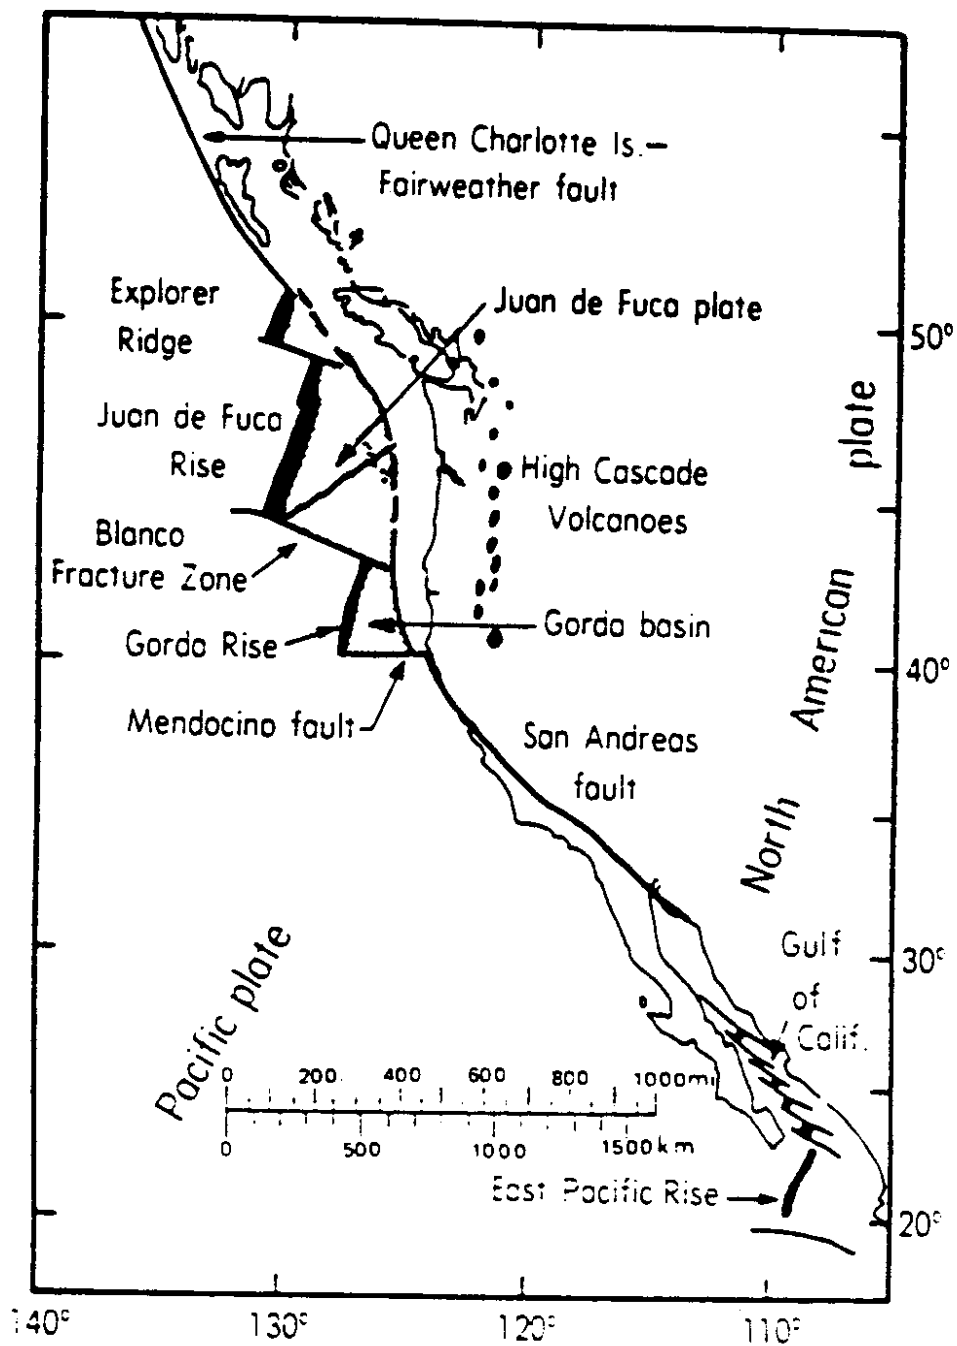 Queen Charlotte Is.–
Fairweather fault
Explorer
Ridge
Juan de Fuca plate
50°
Juan de Fuca
Rise
plate
High Cascade
Volcanoes
Blanco
Fracture Zone
American
Gorda basin
Gorda Rise
40°
Mendocino fault
San Andreas
fault
North
Gulf
of
Calif.
30°
Pacific plate
0 200 400 600 800 1000mi
0 500 1000 1500km
East Pacific Rise
20°
140° 130° 120° 110°